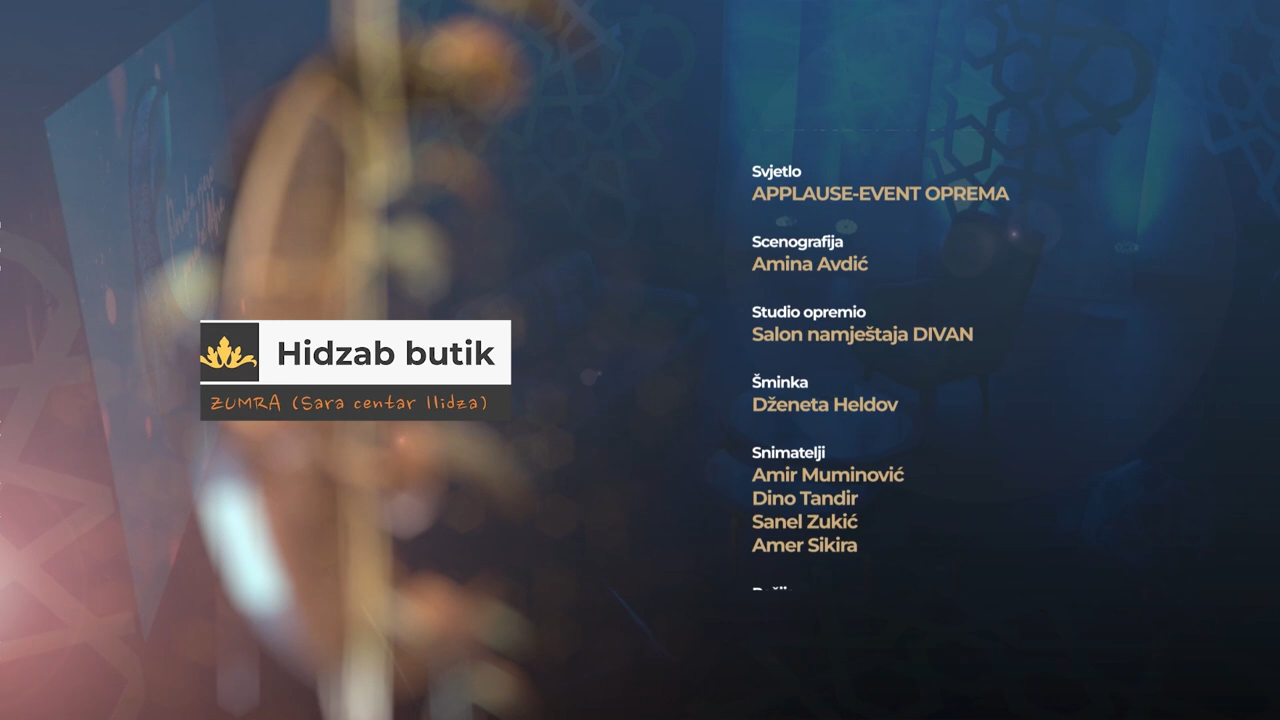 Hidzab butik
ZUMRA (Sara centar Ilidza)
Svjetlo
APPLAUSE-EVENT OPREMA
Scenografija
Amina Avdić
Studio opremio
Salon namještaja DIVAN
Šminka
Dženeta Heldov
Snimatelji
Amir Muminović
Dino Tandir
Sanel Zukić
Amer Sikira